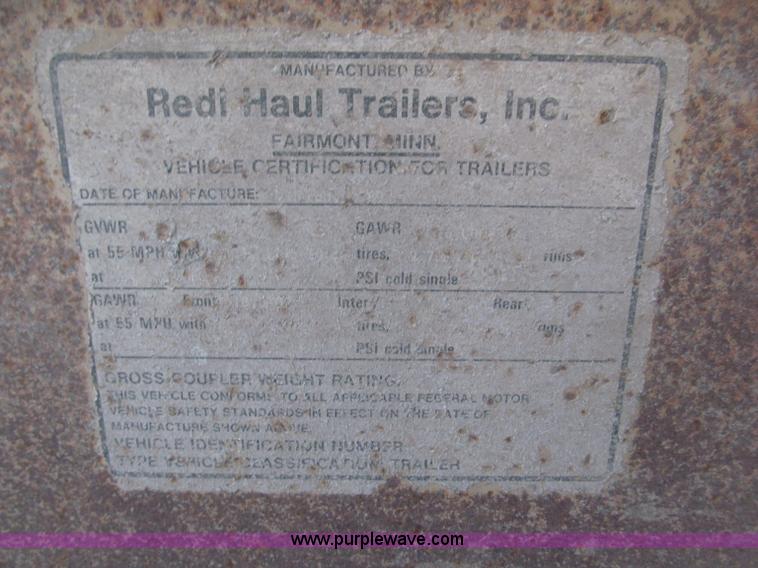 MANUFACTURED BY
Redi Haul Trailers, Inc.
FAIRMONT, MINN.
VEHICLE CERTIFICATION FOR TRAILERS
DATE OF MANUFACTURE:
GVWR GAWR
at 55 MPH with tires, rims
at PSI cold single
GAWR Front Inter Rear
at 55 MPH with tires, rims
at PSI cold single
GROSS COUPLER WEIGHT RATING.
THIS VEHICLE CONFORMS TO ALL APPLICABLE FEDERAL MOTOR
VEHICLE SAFETY STANDARDS IN EFFECT ON THE DATE OF
MANUFACTURE SHOWN ABOVE.
VEHICLE IDENTIFICATION NUMBER
TYPE VEHICLE CLASSIFICATION: TRAILER
www.purplewave.com